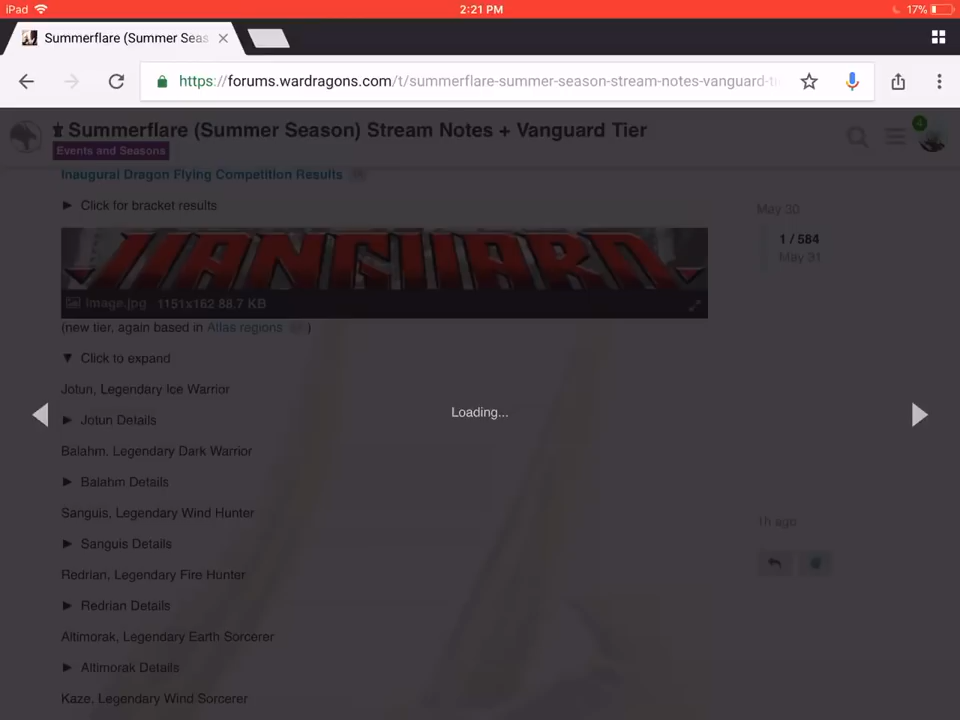 iPad 2:21 PM 17%
Summerflare (Summer Seas
https://forums.wardragons.com/t/summerflare-summer-season-stream-notes-vanguard-ti
Summerflare (Summer Season) Stream Notes + Vanguard Tier
4
Events and Seasons
Inaugural Dragon Flying Competition Results
Click for bracket results
May 30
1 / 584
May 31
VANGUARD
image.jpg 1151x162 88.7 KB
(new tier, again based in Atlas regions )
Click to expand
Jotun, Legendary Ice Warrior
Loading...
Jotun Details
Balahm, Legendary Dark Warrior
Balahm Details
Sanguis, Legendary Wind Hunter
1h ago
Sanguis Details
Redrian, Legendary Fire Hunter
Redrian Details
Altimorak, Legendary Earth Sorcerer
Altimorak Details
Kaze, Legendary Wind Sorcerer